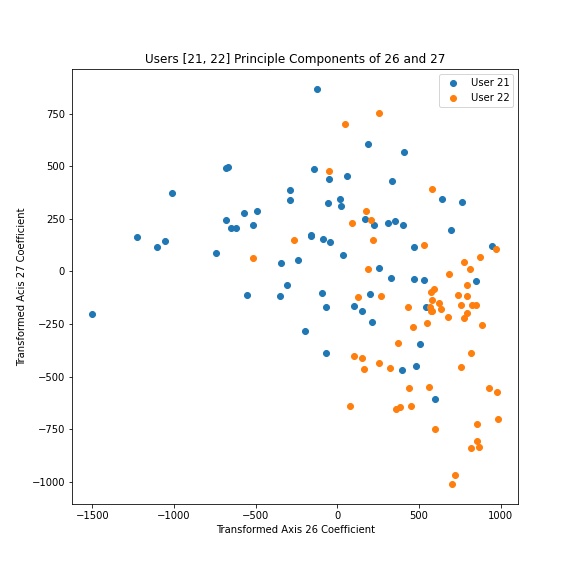 Users [21, 22] Principle Components of 26 and 27
User 21
User 22
Transformed Acis 27 Coefficient
750
500
250
0
−250
−500
−750
−1000
−1500
−1000
−500
0
500
1000
Transformed Axis 26 Coefficient